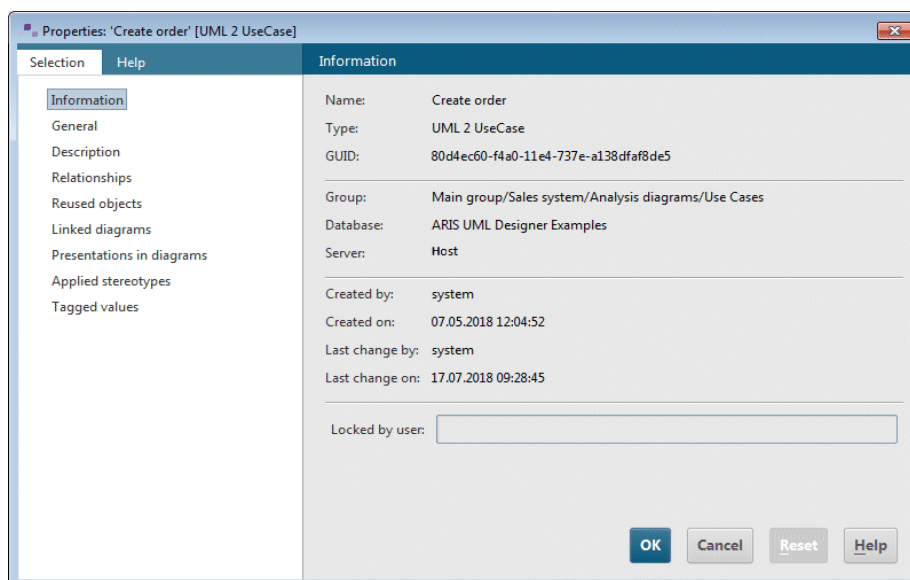 Properties: 'Create order' [UML 2 UseCase]
Selection Help
Information
Information
General
Description
Relationships
Reused objects
Linked diagrams
Presentations in diagrams
Applied stereotypes
Tagged values
Name: Create order
Type: UML 2 UseCase
GUID: 80d4ec60-f4a0-11e4-737e-a138dfaf8de5
Group: Main group/Sales system/Analysis diagrams/Use Cases
Database: ARIS UML Designer Examples
Server: Host
Created by: system
Created on: 07.05.2018 12:04:52
Last change by: system
Last change on: 17.07.2018 09:28:45
Locked by user:
OK Cancel Reset Help